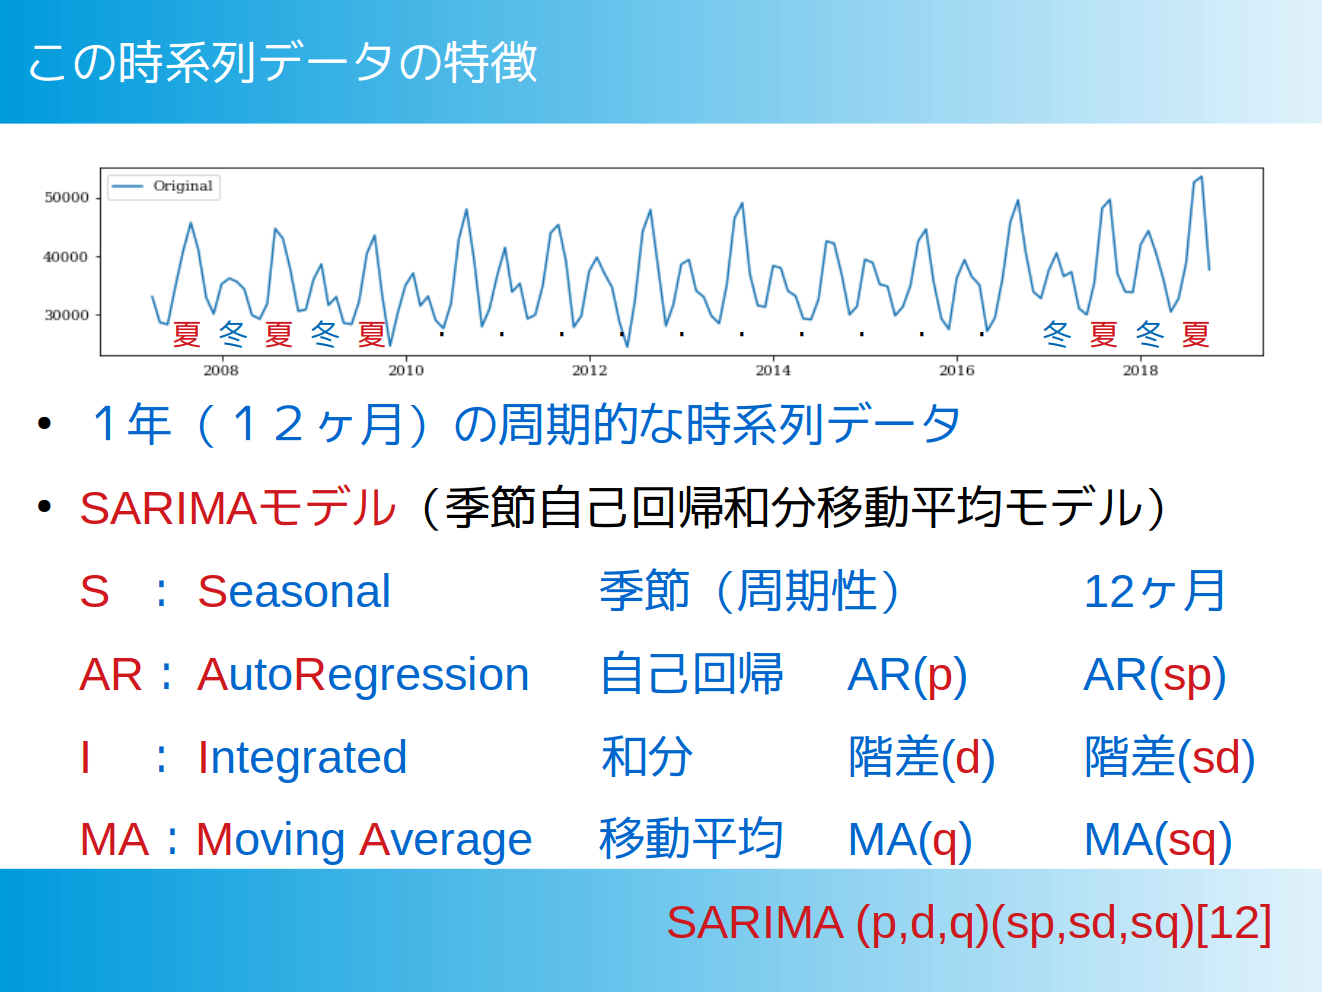 この時系列データの特徴
Original
50000
40000
30000
夏 冬 夏 冬 夏 . . . . . . . . . . 冬 夏 冬 夏
2008 2010 2012 2014 2016 2018
• １年（１２ヶ月）の周期的な時系列データ
• SARIMAモデル（季節自己回帰和分移動平均モデル）
S : Seasonal 季節（周期性） 12ヶ月
AR : AutoRegression 自己回帰 AR(p) AR(sp)
I : Integrated 和分 階差(d) 階差(sd)
MA : Moving Average 移動平均 MA(q) MA(sq)
SARIMA (p,d,q)(sp,sd,sq)[12]